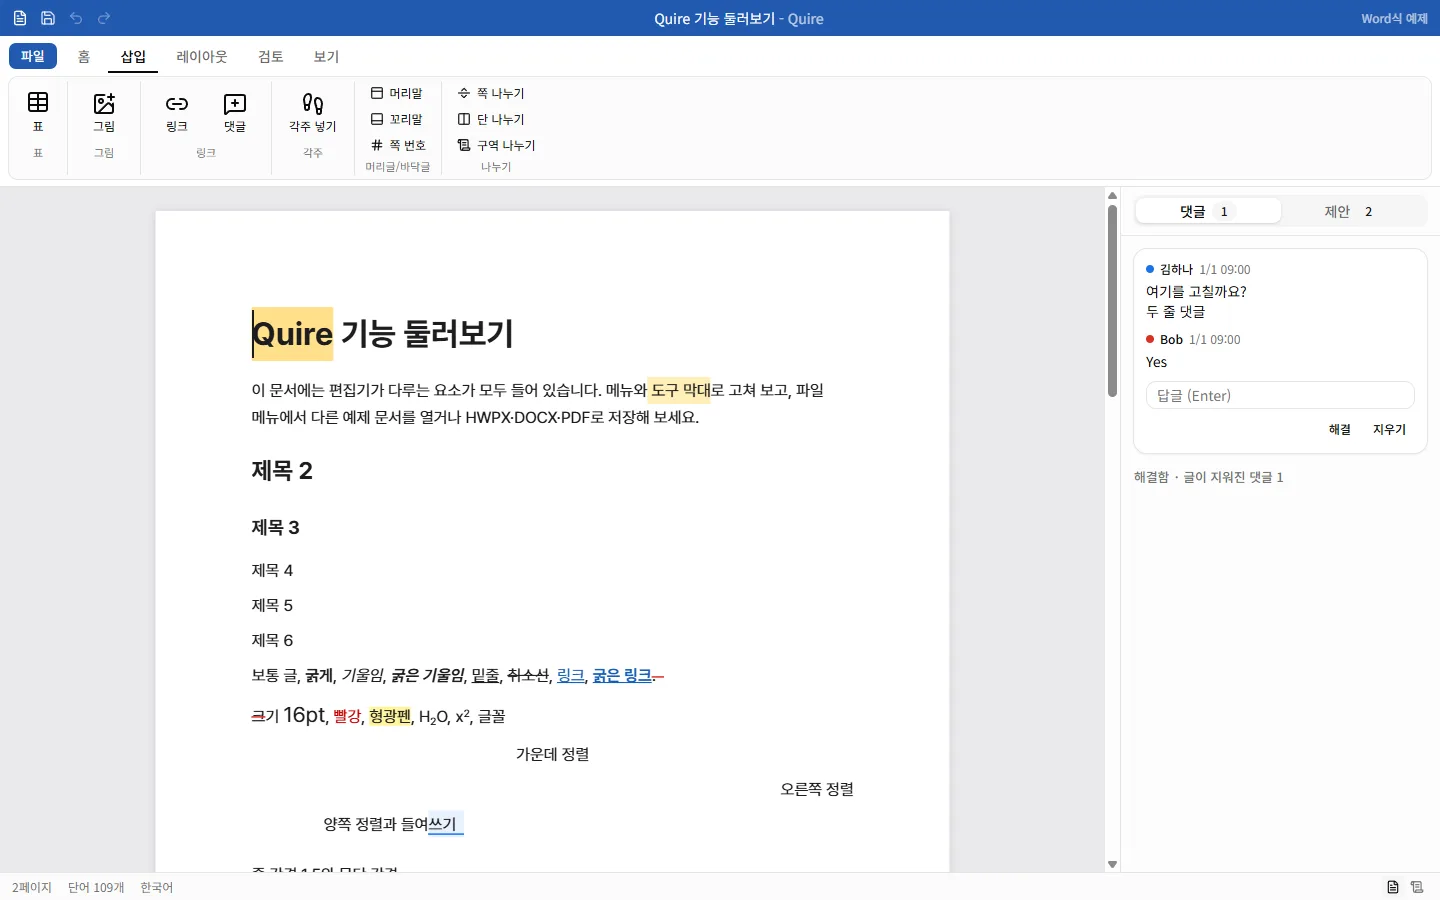 Quire 기능 둘러보기 - Quire
Word식 예제
파일 홈 삽입 레이아웃 검토 보기
표
표
그림
그림
링크 댓글
링크
각주 넣기
각주
머리말
꼬리말
쪽 번호
머리글/바닥글
쪽 나누기
단 나누기
구역 나누기
나누기
Quire 기능 둘러보기
이 문서에는 편집기가 다루는 요소가 모두 들어 있습니다. 메뉴와 도구 막대로 고쳐 보고, 파일
메뉴에서 다른 예제 문서를 열거나 HWPX·DOCX·PDF로 저장해 보세요.
제목 2
제목 3
제목 4
제목 5
제목 6
보통 글, 굵게, 기울임, 굵은 기울임, 밑줄, 취소선, 링크, 굵은 링크.
크기 16pt, 빨강, 형광펜, H₂O, x², 글꼴
가운데 정렬
오른쪽 정렬
양쪽 정렬과 들여쓰기
댓글 1 제안 2
김하나 1/1 09:00
여기를 고칠까요?
두 줄 댓글
Bob 1/1 09:00
Yes
답글 (Enter)
해결 지우기
해결함 · 글이 지워진 댓글 1
2페이지 단어 109개 한국어